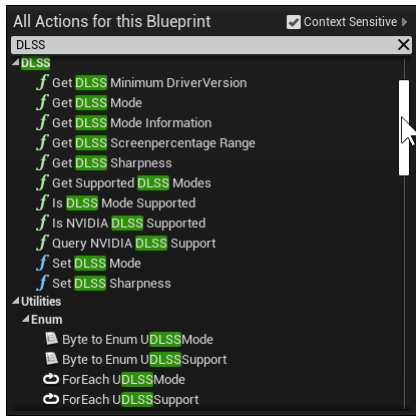 All Actions for this Blueprint Context Sensitive
DLSS
DLSS
Get DLSS Minimum DriverVersion
Get DLSS Mode
Get DLSS Mode Information
Get DLSS Screenpercentage Range
Get DLSS Sharpness
Get Supported DLSS Modes
Is DLSS Mode Supported
Is NVIDIA DLSS Supported
Query NVIDIA DLSS Support
Set DLSS Mode
Set DLSS Sharpness
Utilities
Enum
Byte to Enum UDLSSMode
Byte to Enum UDLSSSupport
ForEach UDLSSMode
ForEach UDLSSSupport